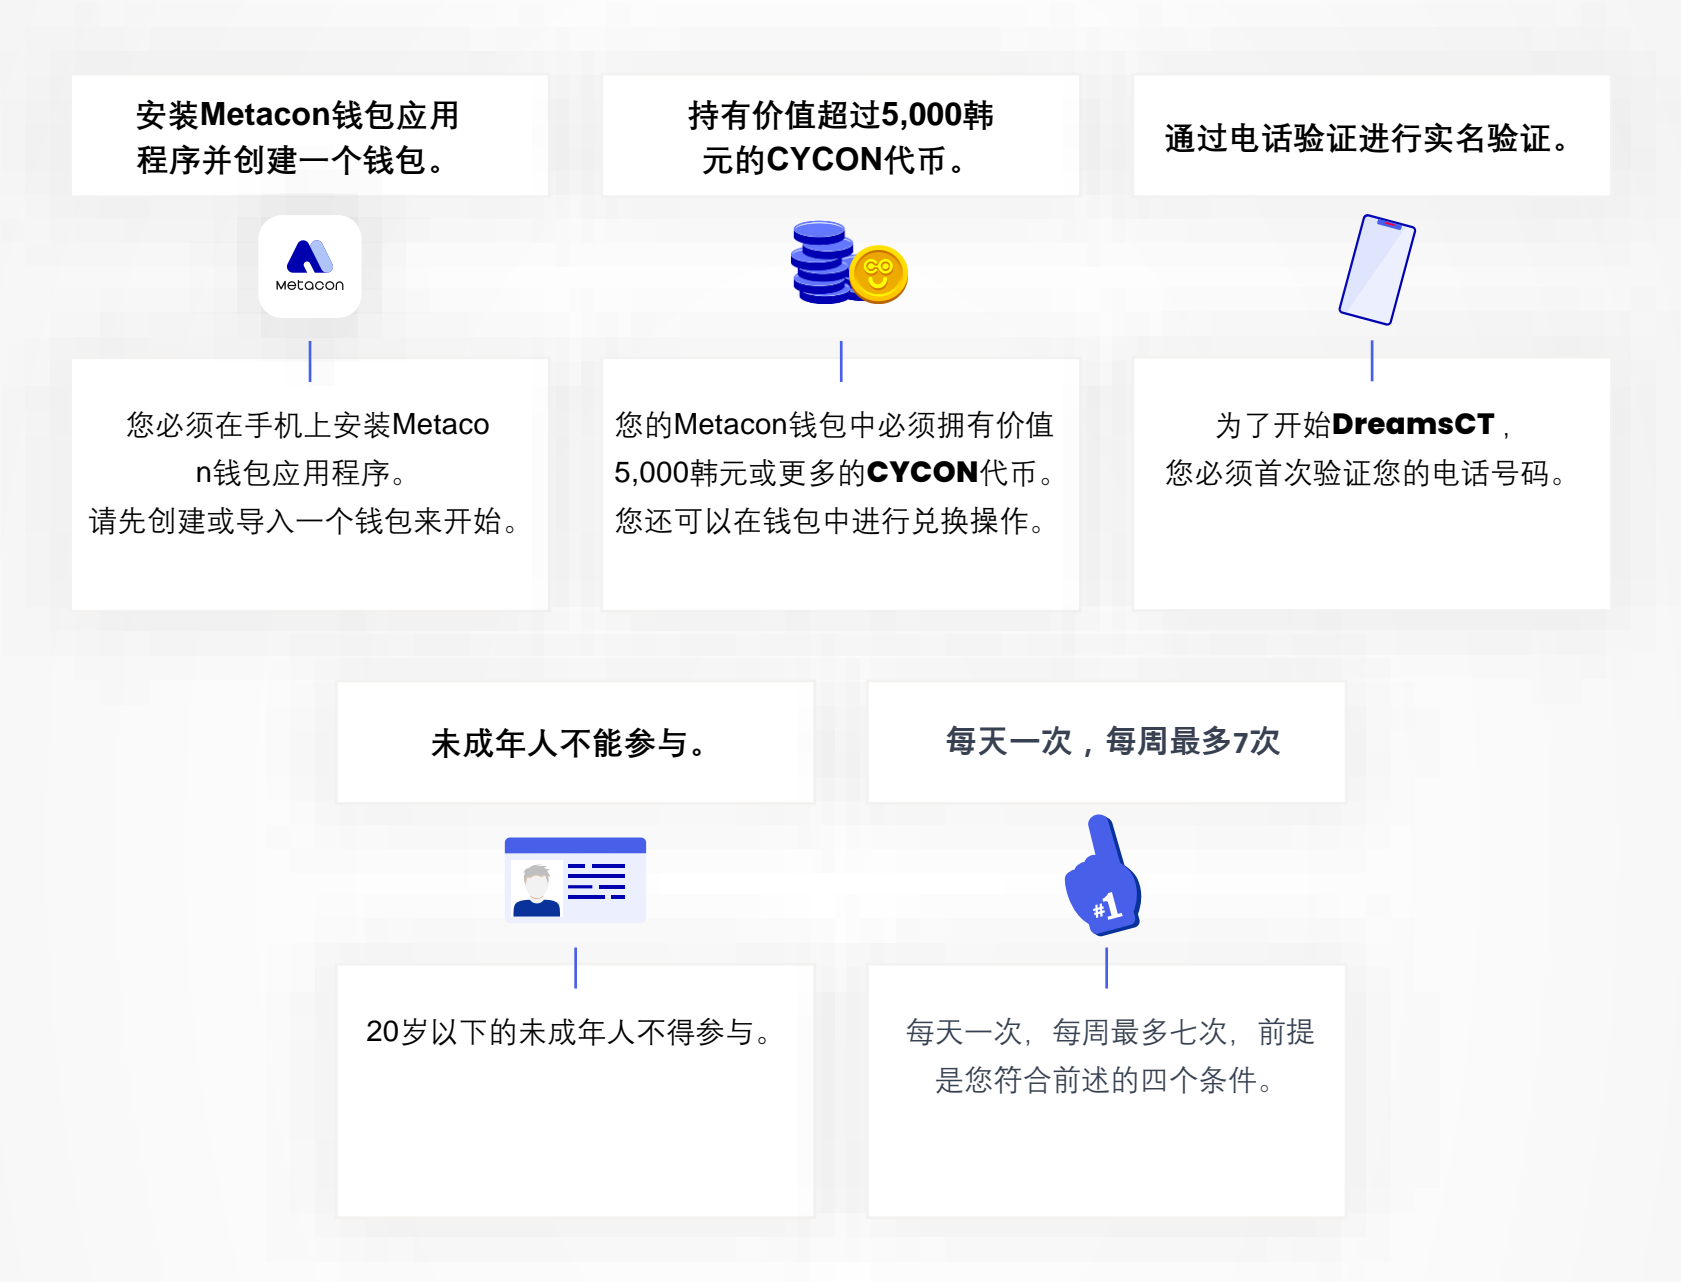 安装Metacon钱包应用
程序并创建一个钱包。
Metacon
您必须在手机上安装Metaco
n钱包应用程序。
请先创建或导入一个钱包来开始。
持有价值超过5,000韩
元的CYCON代币。
CO
您的Metacon钱包中必须拥有价值
5,000韩元或更多的CYCON代币。
您还可以在钱包中进行兑换操作。
通过电话验证进行实名验证。
为了开始DreamsCT，
您必须首次验证您的电话号码。
未成年人不能参与。
20岁以下的未成年人不得参与。
每天一次，每周最多7次
#1
每天一次，每周最多七次，前提
是您符合前述的四个条件。